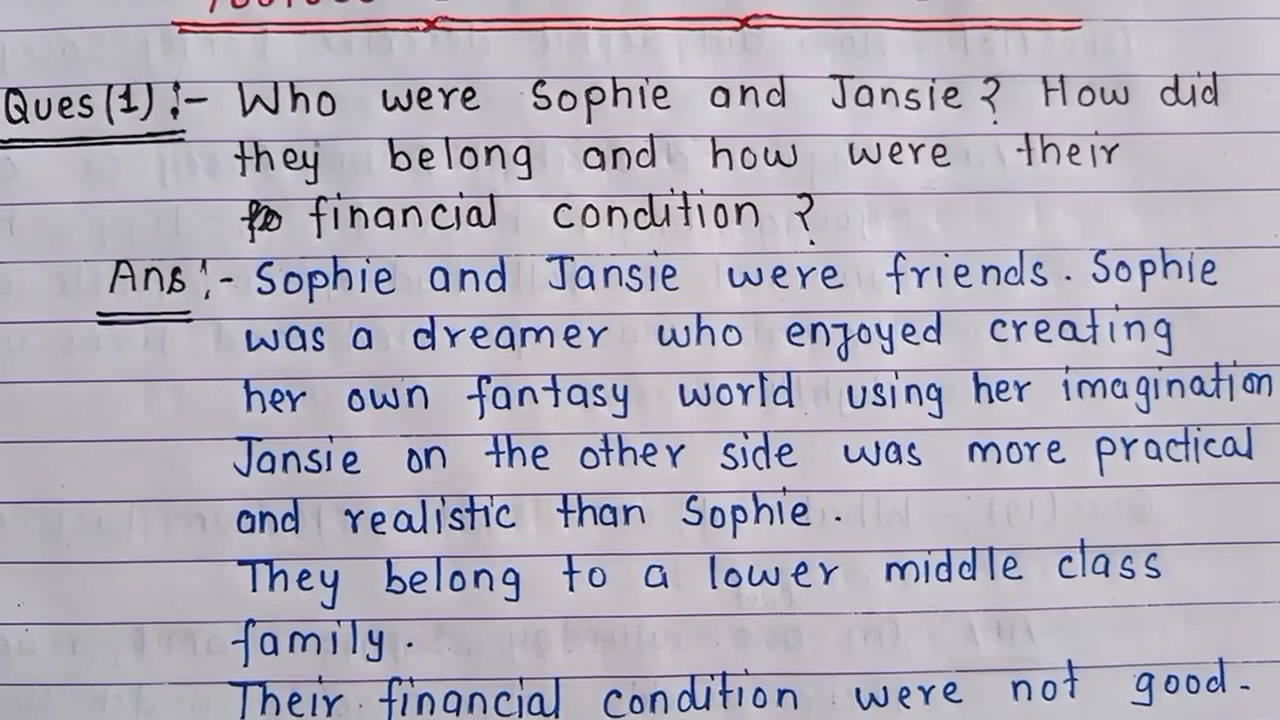 Ques(1):- Who were Sophie and Jansie? How did
they belong and how were their
financial condition?
Ans:- Sophie and Jansie were friends. Sophie
was a dreamer who enjoyed creating
her own fantasy world using her imagination
Jansie on the other side was more practical
and realistic than Sophie.
They belong to a lower middle class
family.
Their financial condition were not good.